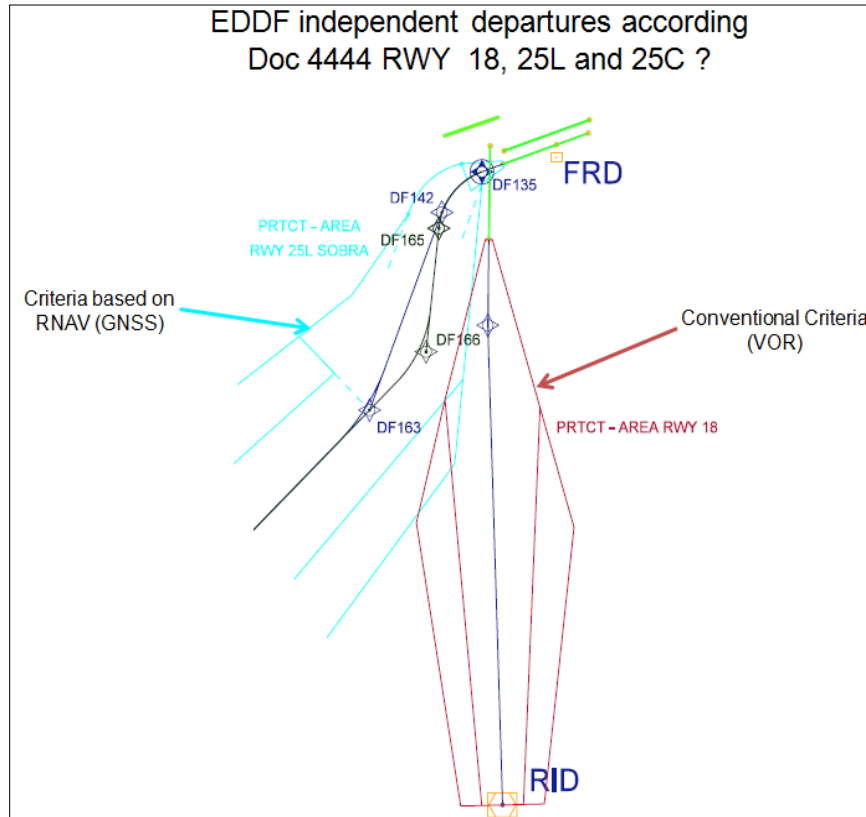 EDDF independent departures according
Doc 4444 RWY  18, 25L and 25C ?
FRD
DF135
DF142
PRTCT - AREA
RWY 25L SOBRA
DF165
Criteria based on
RNAV (GNSS)
Conventional Criteria
(VOR)
DF166
DF163
PRTCT - AREA RWY 18
RID